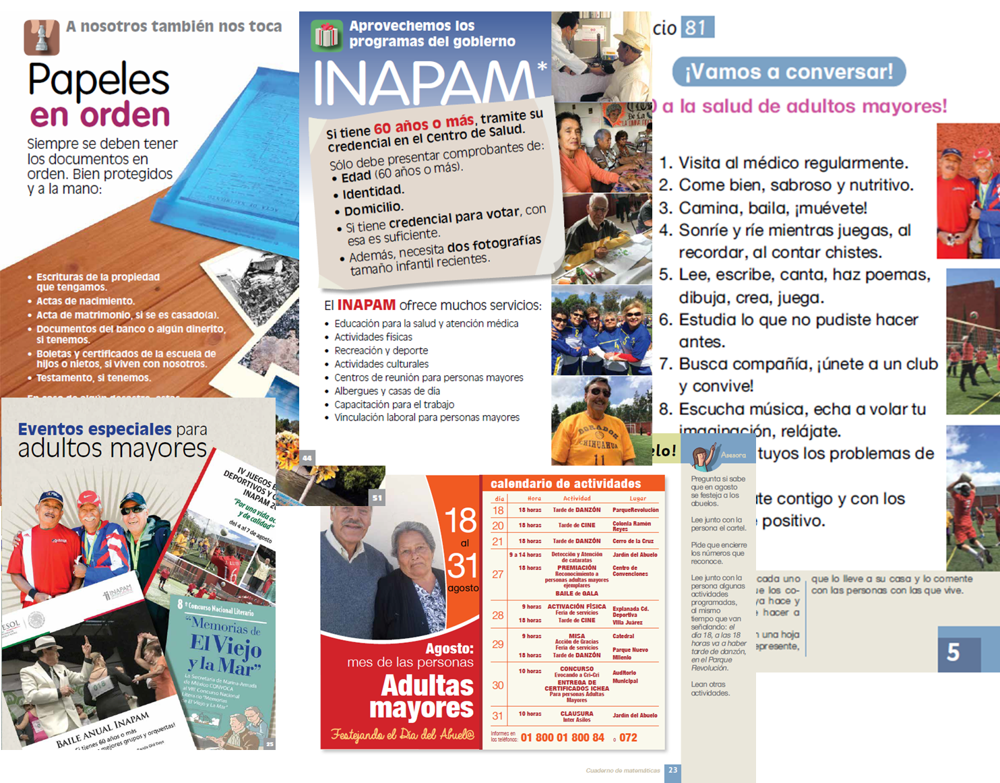 A nosotros también nos toca
Papeles
en orden
Siempre se deben tener
los documentos en
orden. Bien protegidos
y a la mano:
• Escrituras de la propiedad
que tengamos.
• Actas de nacimiento.
• Acta de matrimonio, si se es casado(a).
• Documentos del banco o algún dinerito,
si tenemos.
• Boletas y certificados de la escuela de
hijos o nietos, si viven con nosotros.
• Testamento, si tenemos.
51
Aprovechemos los
programas del gobierno
INAPAM*
Si tiene 60 años o más, tramite su
credencial en el Centro de Salud.
Sólo debe presentar comprobantes de:
• Edad (60 años o más).
• Identidad.
• Domicilio.
• Si tiene credencial para votar, con
esa es suficiente.
• Además, necesita dos fotografías
tamaño infantil recientes.
El INAPAM ofrece muchos servicios:
• Educación para la salud y atención médica
• Actividades físicas
• Recreación y deporte
• Actividades culturales
• Centros de reunión para personas mayores
• Albergues y casas de día
• Capacitación para el trabajo
• Vinculación laboral para personas mayores
44
DORADOS
CHIHUAHUA
11
cio 81
¡Vamos a conversar!
a la salud de adultos mayores!
1. Visita al médico regularmente.
2. Come bien, sabroso y nutritivo.
3. Camina, baila, ¡muévete!
4. Sonríe y ríe mientras juegas, al
recordar, al contar chistes.
5. Lee, escribe, canta, haz poemas,
dibuja, crea, juega.
6. Estudia lo que no pudiste hacer
antes.
7. Busca compañía, ¡únete a un club
y convive!
8. Escucha música, echa a volar tu
imaginación, relájate.
tuyos los problemas de
te contigo y con los
positivo.
cada uno
ya hace y
hacer a
una hoja
epresente,
que lo lleve a su casa y lo comente
con las personas con las que vive.
5
Eventos especiales para
adultos mayores
IV JUEGOS
DEPORTIVOS Y
INAPAM
"Por una vida
y de calidad"
del 4 al 7 de agosto
INAPAM
ESOL
8º Concurso Nacional Literario
"Memorias de
El Viejo
y la Mar"
La Secretaría de Marina-Armada
de México CONVOCA
al VIII Concurso Nacional
Literario "Memorias
de El Viejo y La Mar"
BAILE ANUAL INAPAM
Si tienes 60 años o más
mejores grupos y orquestas!
25
18
al
31
agosto
Agosto:
mes de las personas
Adultas
mayores
Festejando el Día del Abuel@
calendario de actividades
día Hora Actividad Lugar
18 18 horas Tarde de DANZÓN ParqueRevolución
20 18 horas Tarde de CINE Colonia Ramón
Reyes
21 18 horas Tarde de DANZÓN Cerro de la Cruz
27 9 a 14 horas Detección y Atención
de cataratas Jardín del Abuelo
18 horas PREMIACIÓN
Reconocimiento a
personas adultas mayores
ejemplares Centro de
Convenciones
BAILE de GALA
28 9 horas ACTIVACIÓN FÍSICA
Feria de servicios Explanada Cd.
Deportiva
18 horas Tarde de CINE Villa Juárez
29 9 horas MISA
Acción de Gracias
Feria de servicios Catedral
18 horas Tarde de DANZÓN Parque Nuevo
Milenio
30 10 horas CONCURSO
Evocando a Cri-Crí
ENTREGA DE
CERTIFICADOS ICHEA
Para personas Adultas
Mayores Auditorio
Municipal
31 10 horas CLAUSURA
Inter Asilos Jardín del Abuelo
Informes en
los teléfonos: 01 800 01 800 84 o 072
Cuaderno de matemáticas 23
elo!
Asesora
Pregunta si sabe
que en agosto
se festeja a los
abuelos.
Lee junto con la
persona el cartel.
Pide que encierre
los números que
reconoce.
Lee junto con la
persona algunas
actividades
programadas,
al mismo
tiempo que van
señalando: el
día 18, a las 18
horas va a haber
tarde de danzón,
en el Parque
Revolución.
Lean otras
actividades.